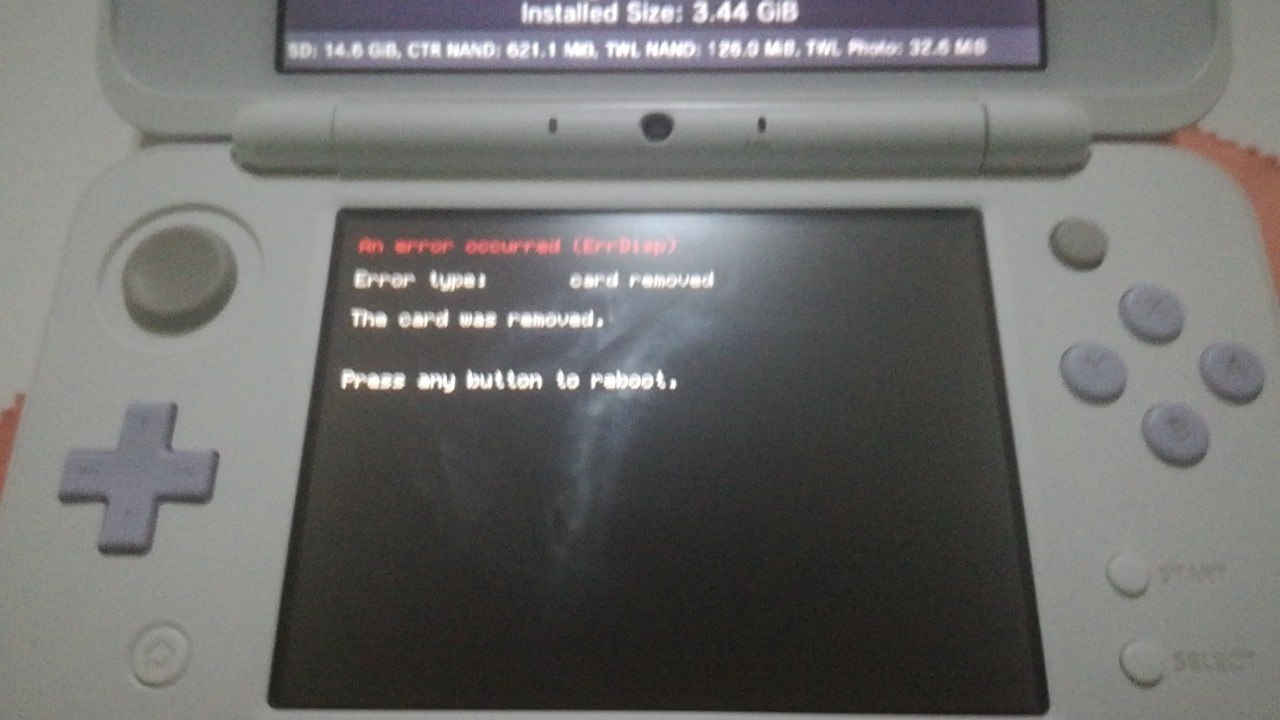 Installed Size: 3.44 GiB
SD: 14.6 GiB, CTR NAND: 621.1 MiB, TWL NAND: 126.0 MiB, TWL Photo: 32.6 MiB
An error occurred (ErrDisp)
Error type: card removed
The card was removed.
Press any button to reboot.
X
Y
A
B
START
SELECT